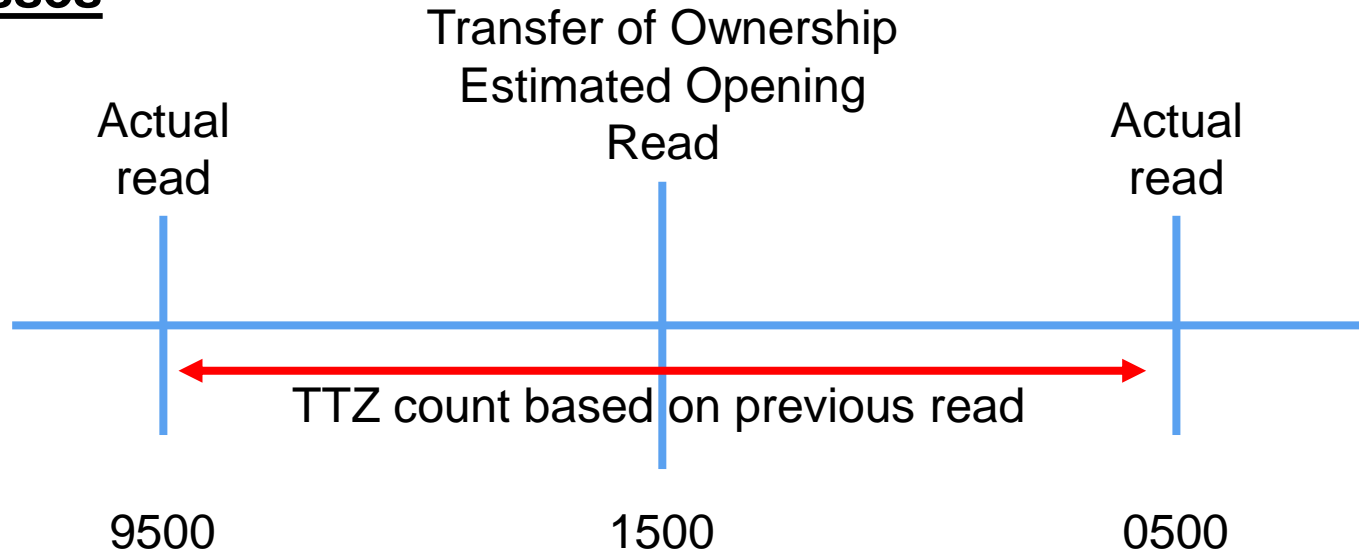 Transfer of Ownership
Estimated Opening
Read
Actual
read
Actual
read
TTZ count based on previous read
9500
1500
0500